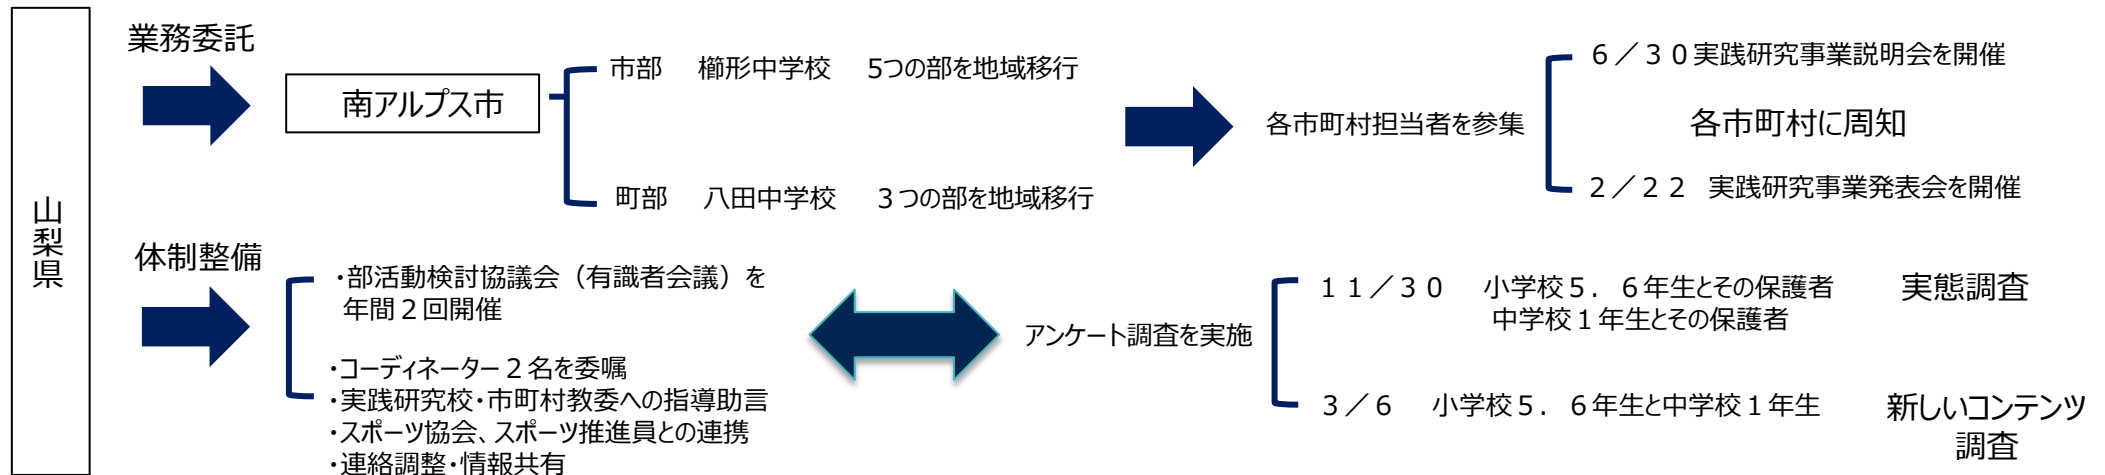 山梨県
業務委託
南アルプス市
市部　櫛形中学校　5つの部を地域移行
町部　八田中学校　３つの部を地域移行
各市町村担当者を参集
６／３０実践研究事業説明会を開催
各市町村に周知
２／２２　実践研究事業発表会を開催
体制整備
・部活動検討協議会（有識者会議）を
年間２回開催
・コーディネーター２名を委嘱
・実践研究校・市町村教委への指導助言
・スポーツ協会、スポーツ推進員との連携
・連絡調整・情報共有
アンケート調査を実施
１１／３０　小学校５．６年生とその保護者
中学校１年生とその保護者
実態調査
３／６　小学校５．６年生と中学校１年生
新しいコンテンツ
調査